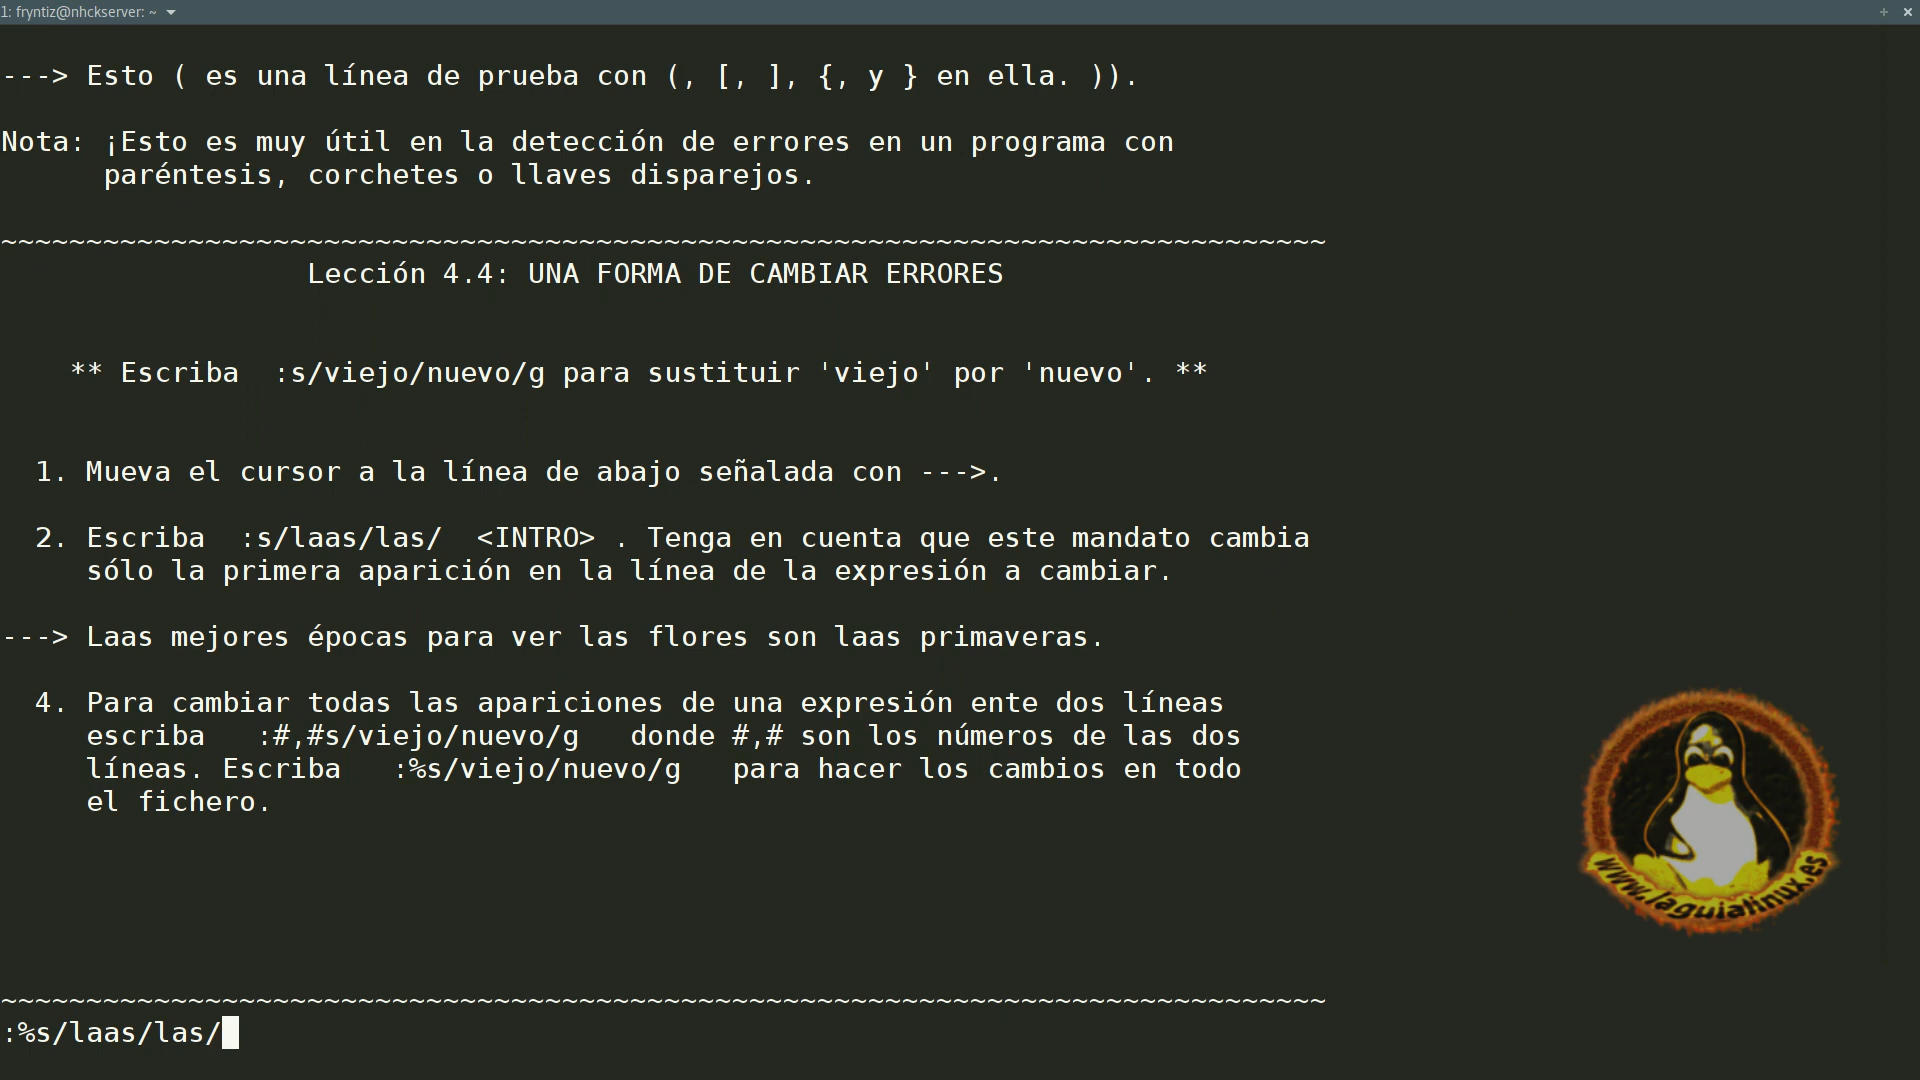 1: fryntiz@nhckserver: ~
---> Esto ( es una línea de prueba con (, [, ], {, y } en ella. )).
Nota: ¡Esto es muy útil en la detección de errores en un programa con
paréntesis, corchetes o llaves disparejos.
~~~~~~~~~~~~~~~~~~~~~~~~~~~~~~~~~~~~~~~~~~~~~~~~~~~~~~~~~~~~~~~~~~~~~~~~~~~~~~
Lección 4.4: UNA FORMA DE CAMBIAR ERRORES
** Escriba  :s/viejo/nuevo/g para sustituir 'viejo' por 'nuevo'. **
1. Mueva el cursor a la línea de abajo señalada con --->.
2. Escriba  :s/laas/las/  <INTRO> . Tenga en cuenta que este mandato cambia
sólo la primera aparición en la línea de la expresión a cambiar.
---> Laas mejores épocas para ver las flores son laas primaveras.
4. Para cambiar todas las apariciones de una expresión ente dos líneas
escriba   :#,#s/viejo/nuevo/g   donde #,# son los números de las dos
líneas. Escriba   :%s/viejo/nuevo/g   para hacer los cambios en todo
el fichero.
www.laguialinux.es
~~~~~~~~~~~~~~~~~~~~~~~~~~~~~~~~~~~~~~~~~~~~~~~~~~~~~~~~~~~~~~~~~~~~~~~~~~~~~~
:%s/laas/las/